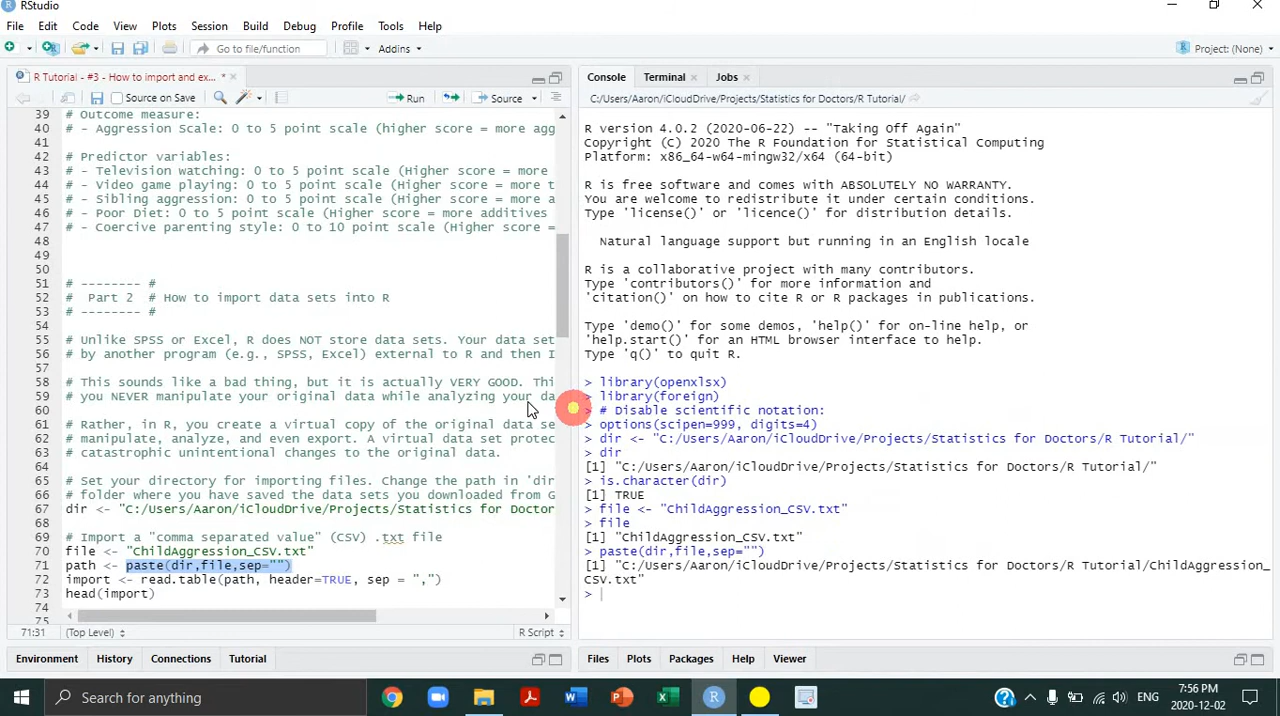 RStudio
File Edit Code View Plots Session Build Debug Profile Tools Help
Go to file/function Addins Project: (None)
R Tutorial - #3 - How to import and ex... *
Source on Save Run Source
39 # Outcome measure:
40 # - Aggression Scale: 0 to 5 point scale (higher score = more agg
41
42 # Predictor variables:
43 # - Television watching: 0 to 5 point scale (Higher score = more
44 # - Video game playing: 0 to 5 point scale (Higher score = more t
45 # - Sibling aggression: 0 to 5 point scale (Higher score = more a
46 # - Poor Diet: 0 to 5 point scale (Higher score = more additives
47 # - Coercive parenting style: 0 to 10 point scale (Higher score =
48
49
50
51 # -------- #
52 # Part 2 # How to import data sets into R
53 # -------- #
54
55 # Unlike SPSS or Excel, R does NOT store data sets. Your data set
56 # by another program (e.g., SPSS, Excel) external to R and then I
57
58 # This sounds like a bad thing, but it is actually VERY GOOD. Thi
59 # you NEVER manipulate your original data while analyzing your da
60
61 # Rather, in R, you create a virtual copy of the original data se
62 # manipulate, analyze, and even export. A virtual data set protec
63 # catastrophic unintentional changes to the original data.
64
65 # Set your directory for importing files. Change the path in 'dir
66 # folder where you have saved the data sets you downloaded from G
67 dir <- "C:/Users/Aaron/iCloudDrive/Projects/Statistics for Doctor
68
69 # Import a "comma separated value" (CSV) .txt file
70 file <- "ChildAggression_CSV.txt"
71 path <- paste(dir,file,sep="")
72 import <- read.table(path, header=TRUE, sep = ",")
73 head(import)
74
75
71:31 (Top Level) R Script
Environment History Connections Tutorial
Console Terminal Jobs
C:/Users/Aaron/iCloudDrive/Projects/Statistics for Doctors/R Tutorial/
R version 4.0.2 (2020-06-22) -- "Taking Off Again"
Copyright (C) 2020 The R Foundation for Statistical Computing
Platform: x86_64-w64-mingw32/x64 (64-bit)
R is free software and comes with ABSOLUTELY NO WARRANTY.
You are welcome to redistribute it under certain conditions.
Type 'license()' or 'licence()' for distribution details.
Natural language support but running in an English locale
R is a collaborative project with many contributors.
Type 'contributors()' for more information and
'citation()' on how to cite R or R packages in publications.
Type 'demo()' for some demos, 'help()' for on-line help, or
'help.start()' for an HTML browser interface to help.
Type 'q()' to quit R.
> library(openxlsx)
> library(foreign)
> # Disable scientific notation:
> options(scipen=999, digits=4)
> dir <- "C:/Users/Aaron/iCloudDrive/Projects/Statistics for Doctors/R Tutorial/"
> dir
[1] "C:/Users/Aaron/iCloudDrive/Projects/Statistics for Doctors/R Tutorial/"
> is.character(dir)
[1] TRUE
> file <- "ChildAggression_CSV.txt"
> file
[1] "ChildAggression_CSV.txt"
> paste(dir,file,sep="")
[1] "C:/Users/Aaron/iCloudDrive/Projects/Statistics for Doctors/R Tutorial/ChildAggression_
CSV.txt"
>
Files Plots Packages Help Viewer
Search for anything
ENG
7:56 PM
2020-12-02